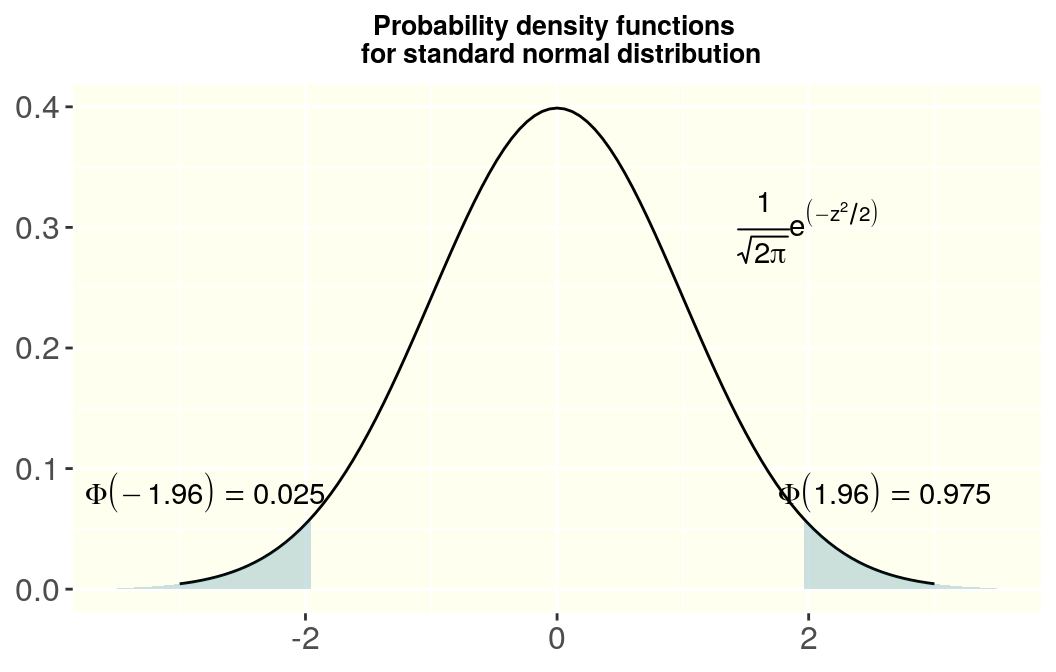 Probability density functions
for standard normal distribution
0.4
0.3
0.2
0.1
0.0
1
√2π
e(−z²/2)
Φ(− 1.96) = 0.025
Φ(1.96) = 0.975
-2
0
2